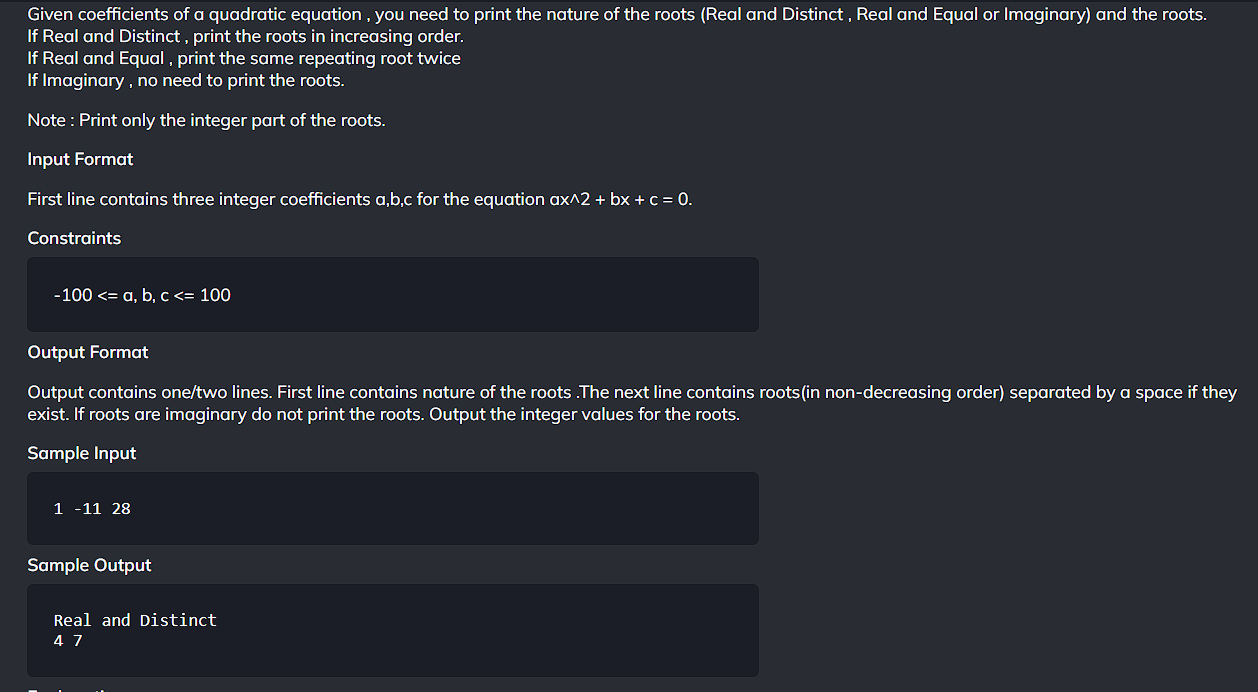 Given coefficients of a quadratic equation , you need to print the nature of the roots (Real and Distinct , Real and Equal or Imaginary) and the roots.
If Real and Distinct , print the roots in increasing order.
If Real and Equal , print the same repeating root twice
If Imaginary , no need to print the roots.
Note : Print only the integer part of the roots.
Input Format
First line contains three integer coefficients a,b,c for the equation ax^2 + bx + c = 0.
Constraints
-100 <= a, b, c <= 100
Output Format
Output contains one/two lines. First line contains nature of the roots .The next line contains roots(in non-decreasing order) separated by a space if they
exist. If roots are imaginary do not print the roots. Output the integer values for the roots.
Sample Input
1 -11 28
Sample Output
Real and Distinct
4 7